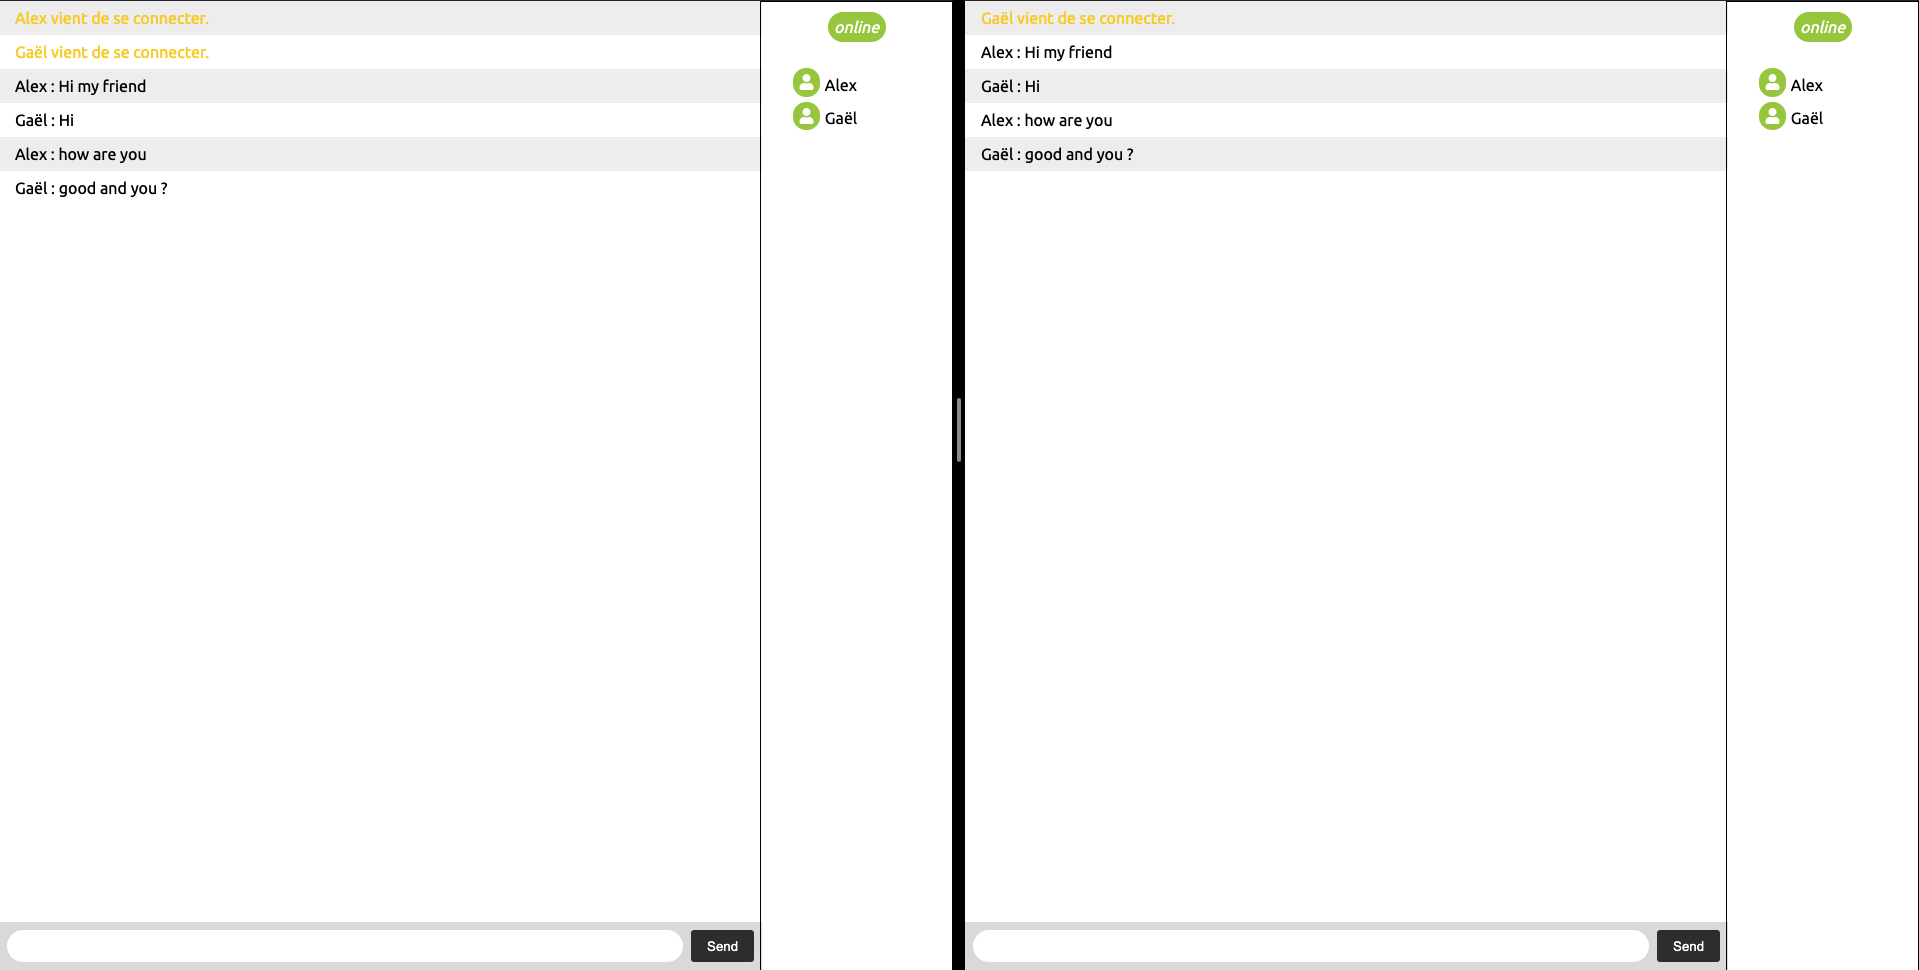 Alex vient de se connecter.
Gaël vient de se connecter.
Alex : Hi my friend
Gaël : Hi
Alex : how are you
Gaël : good and you ?
Send
online
Alex
Gaël
Gaël vient de se connecter.
Alex : Hi my friend
Gaël : Hi
Alex : how are you
Gaël : good and you ?
Send
online
Alex
Gaël